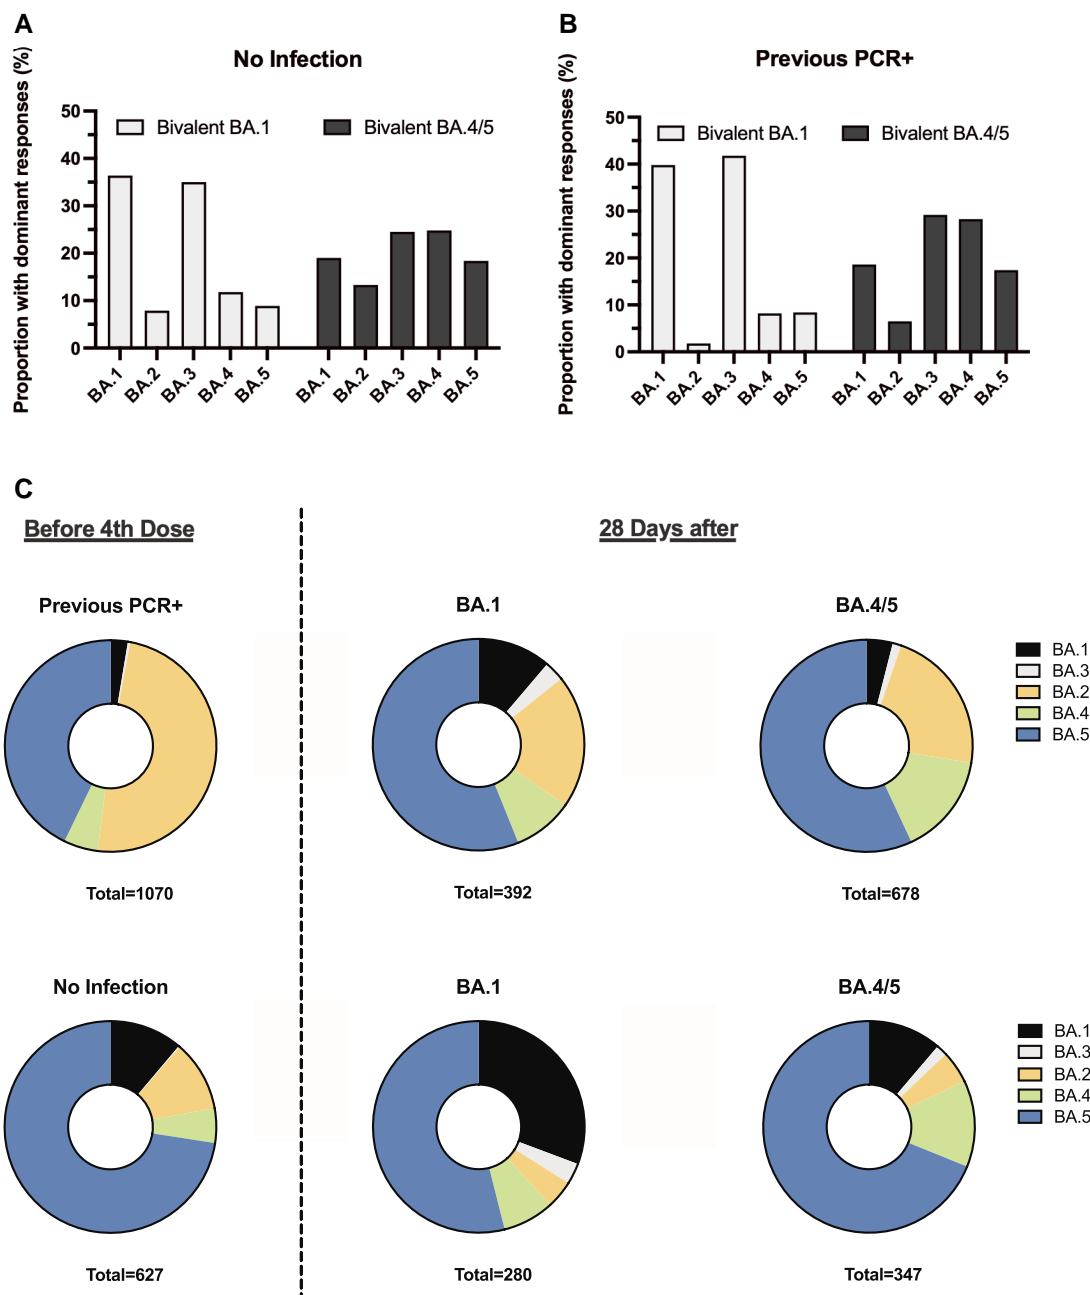 A
No Infection
Proportion with dominant responses (%)
50
40
30
20
10
0
Bivalent BA.1
Bivalent BA.4/5
BA.1
BA.2
BA.3
BA.4
BA.5
BA.1
BA.2
BA.3
BA.4
BA.5
B
Previous PCR+
Proportion with dominant responses (%)
50
40
30
20
10
0
Bivalent BA.1
Bivalent BA.4/5
BA.1
BA.2
BA.3
BA.4
BA.5
BA.1
BA.2
BA.3
BA.4
BA.5
C
Before 4th Dose
28 Days after
Previous PCR+
BA.1
BA.4/5
BA.1
BA.3
BA.2
BA.4
BA.5
Total=1070
Total=392
Total=678
No Infection
BA.1
BA.4/5
BA.1
BA.3
BA.2
BA.4
BA.5
Total=627
Total=280
Total=347